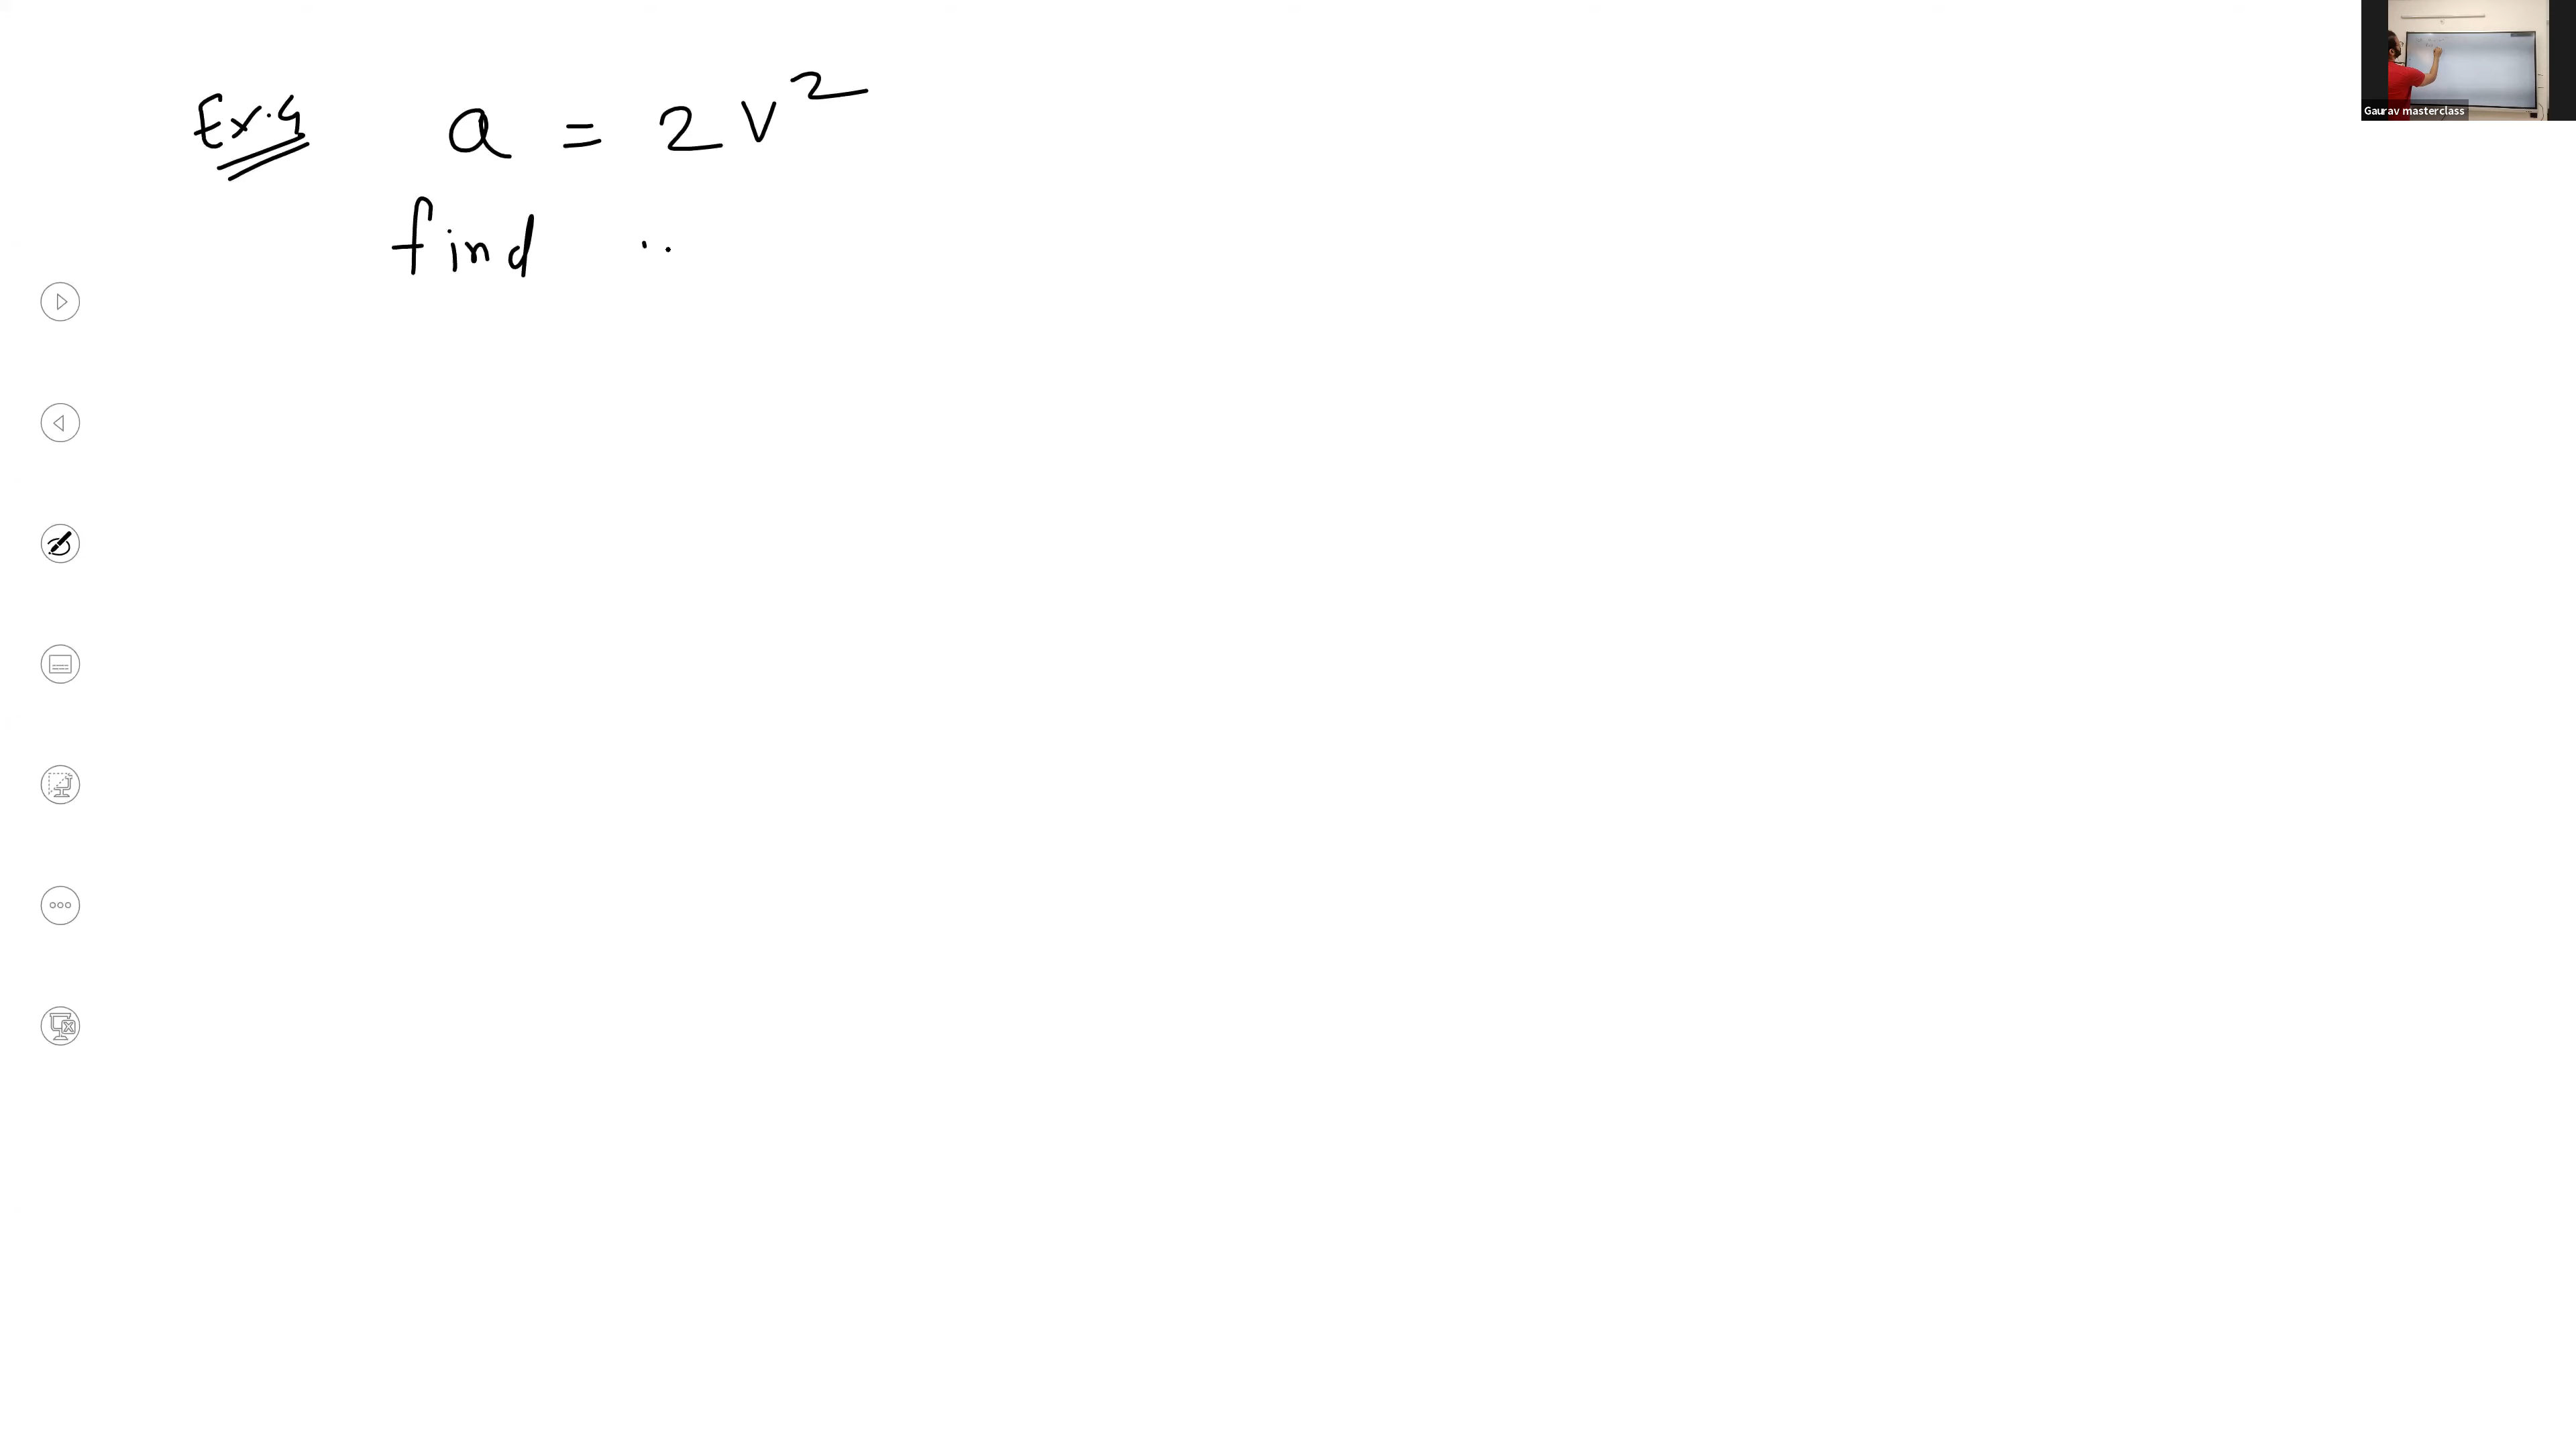 Ex.4 a = 2v²
find ..
Gaurav masterclass